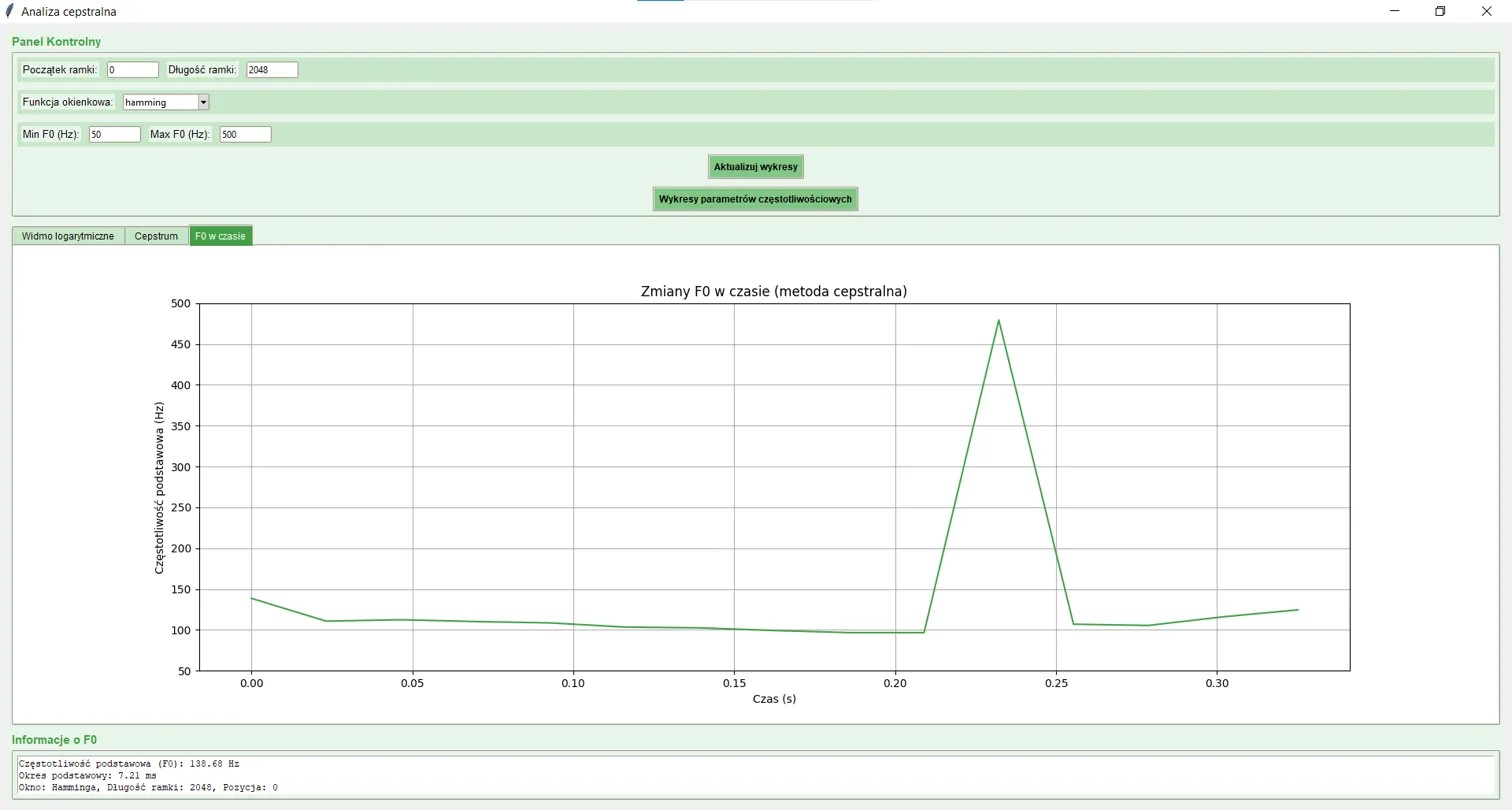 Analiza cepstralna
Panel Kontrolny
Początek ramki: 0 Długość ramki: 2048
Funkcja okienkowa: hamming
Min F0 (Hz): 50 Max F0 (Hz): 500
Aktualizuj wykresy
Wykresy parametrów częstotliwościowych
Widmo logarytmiczne Cepstrum F0 w czasie
Zmiany F0 w czasie (metoda cepstralna)
Częstotliwość podstawowa (Hz)
500
450
400
350
300
250
200
150
100
50
0.00 0.05 0.10 0.15 0.20 0.25 0.30
Czas (s)
Informacje o F0
Częstotliwość podstawowa (F0): 138.68 Hz
Okres podstawowy: 7.21 ms
Okno: Hamminga, Długość ramki: 2048, Pozycja: 0